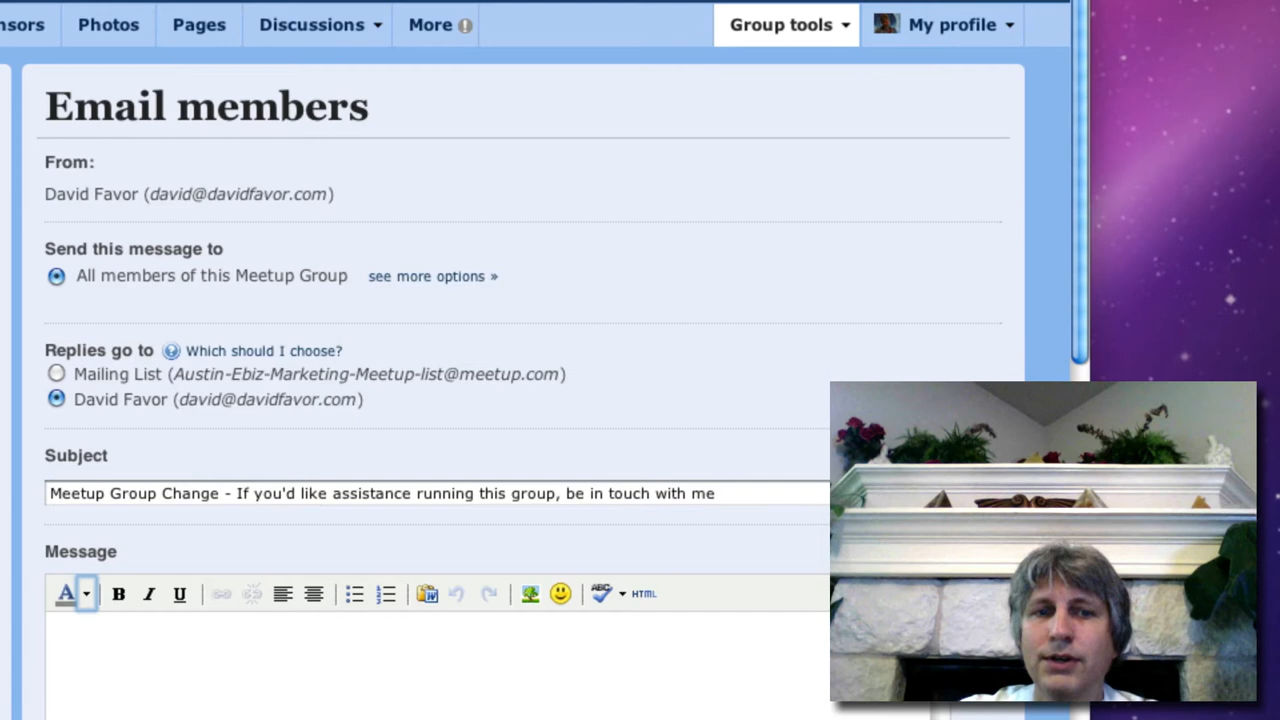 nsors Photos Pages Discussions More Group tools My profile
Email members
From:
David Favor (david@davidfavor.com)
Send this message to
All members of this Meetup Group see more options »
Replies go to Which should I choose?
Mailing List (Austin-Ebiz-Marketing-Meetup-list@meetup.com)
David Favor (david@davidfavor.com)
Subject
Meetup Group Change - If you'd like assistance running this group, be in touch with me
Message
A B I U ABC HTML